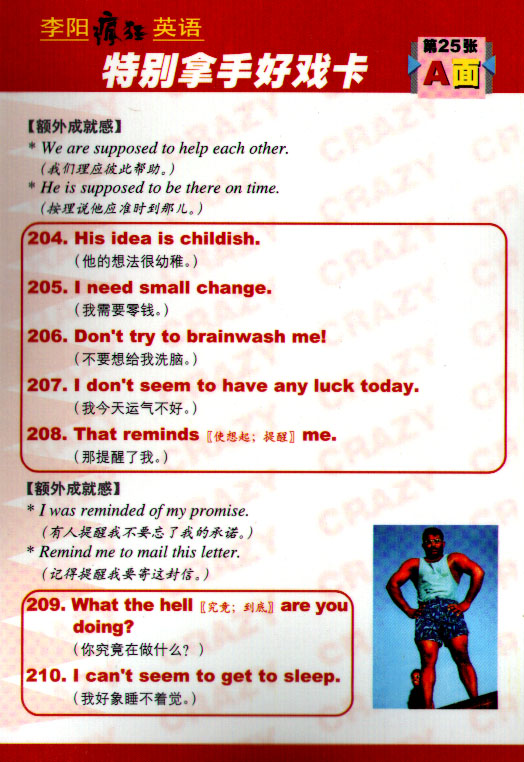 李阳疯狂英语
特别拿手好戏卡
第25张
A面
【额外成就感】
* We are supposed to help each other.
（我们理应彼此帮助。）
* He is supposed to be there on time.
（按理说他应准时到那儿。）
204. His idea is childish.
（他的想法很幼稚。）
205. I need small change.
（我需要零钱。）
206. Don't try to brainwash me!
（不要想给我洗脑。）
207. I don't seem to have any luck today.
（我今天运气不好。）
208. That reminds〖使想起；提醒〗me.
（那提醒了我。）
【额外成就感】
* I was reminded of my promise.
（有人提醒我不要忘了我的承诺。）
* Remind me to mail this letter.
（记得提醒我要寄这封信。）
209. What the hell〖究竟；到底〗are you
doing?
（你究竟在做什么？）
210. I can't seem to get to sleep.
（我好象睡不着觉。）
CRAZY
CRAZY
CRAZY
CRAZY
CRAZY
CRAZY